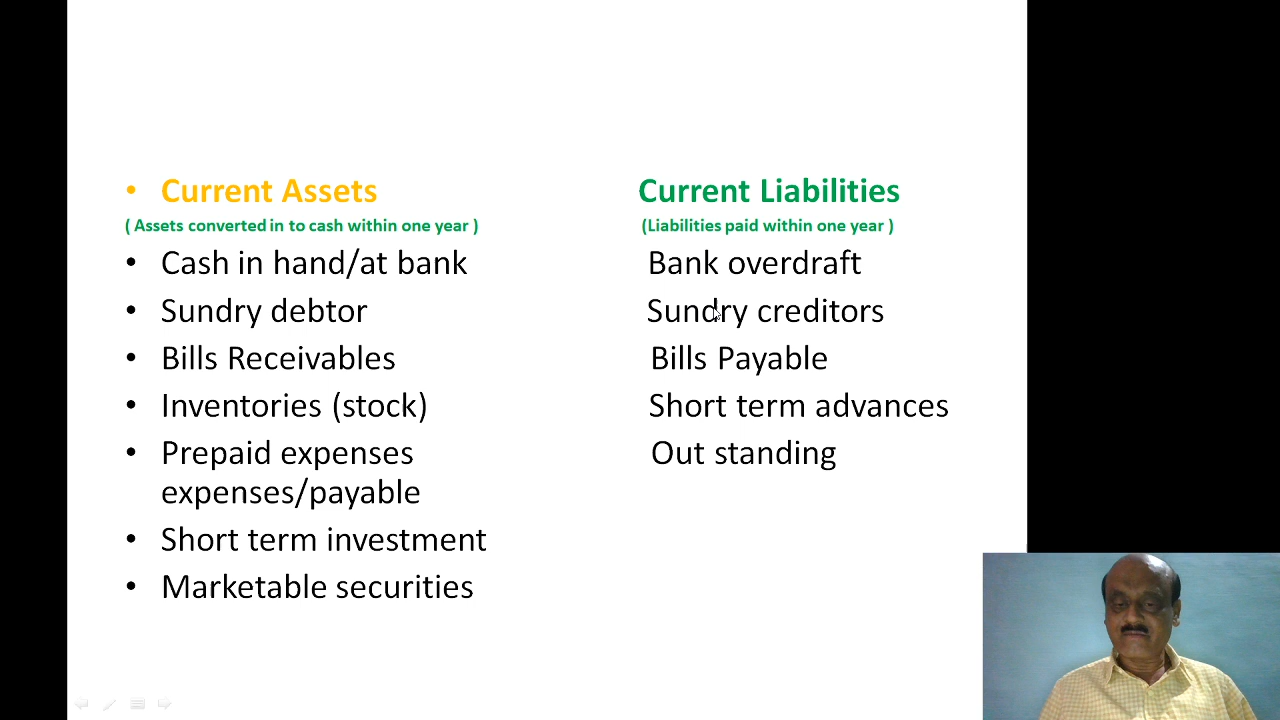 • Current Assets Current Liabilities
( Assets converted in to cash within one year ) (Liabilities paid within one year )
• Cash in hand/at bank Bank overdraft
• Sundry debtor Sundry creditors
• Bills Receivables Bills Payable
• Inventories (stock) Short term advances
• Prepaid expenses Out standing
expenses/payable
• Short term investment
• Marketable securities